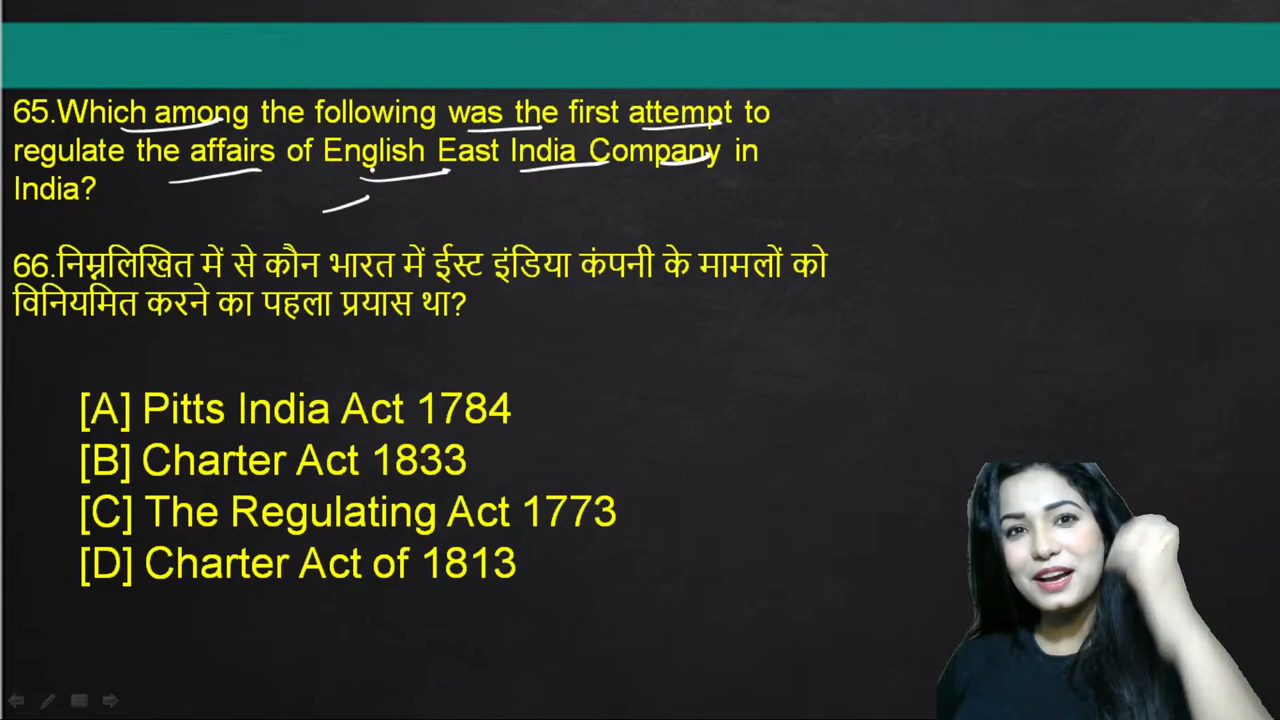 65.Which among the following was the first attempt to
regulate the affairs of English East India Company in
India?
66.निम्नलिखित में से कौन भारत में ईस्ट इंडिया कंपनी के मामलों को
विनियमित करने का पहला प्रयास था?
[A] Pitts India Act 1784
[B] Charter Act 1833
[C] The Regulating Act 1773
[D] Charter Act of 1813